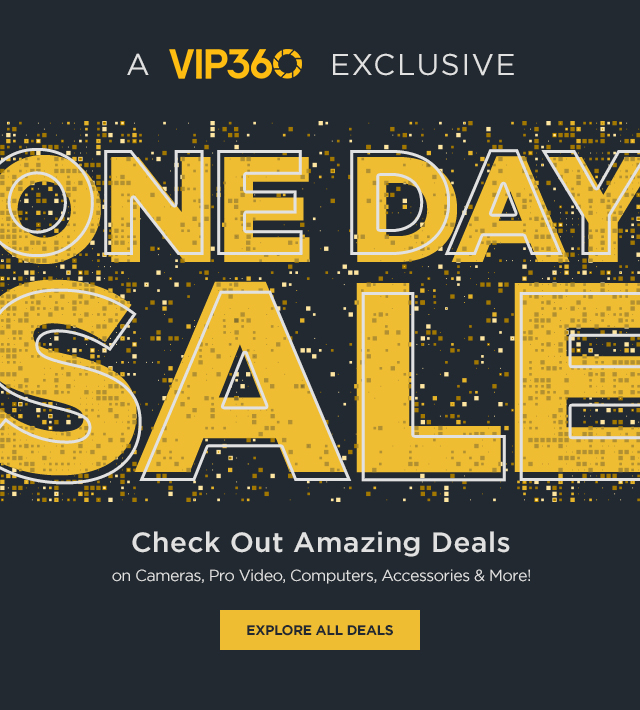 A VIP360 EXCLUSIVE
ONE DAY
SALE
Check Out Amazing Deals
on Cameras, Pro Video, Computers, Accessories & More!
EXPLORE ALL DEALS